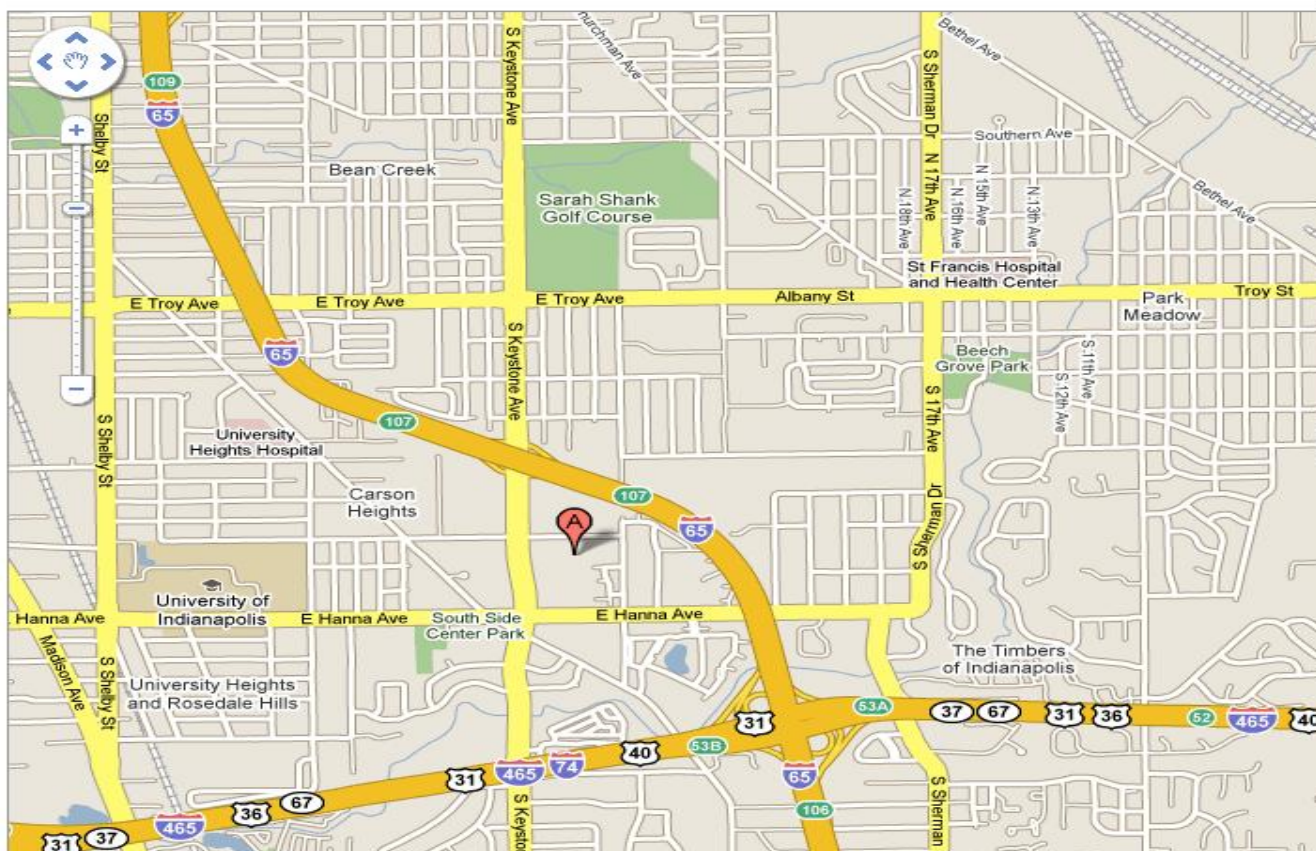 S Keystone Ave
Churchman Ave
Bethel Ave
109
65
Shelby St
S Sherman Dr
Southern Ave
Bean Creek
N 17th Ave
N 18th Ave
N 16th Ave
N 15th Ave
N 13th Ave
Sarah Shank
Golf Course
Bethel Ave
St Francis Hospital
and Health Center
E Troy Ave
E Troy Ave
E Troy Ave
Albany St
Troy St
Park
Meadow
65
S Keystone Ave
Beech
Grove Park
S 11th Ave
S 12th Ave
S 17th Ave
107
S Shelby St
University
Heights Hospital
Carson
Heights
107
65
A
S Sherman Dr
University of
Indianapolis
E Hanna Ave
E Hanna Ave
South Side
Center Park
E Hanna Ave
Madison Ave
S Shelby St
The Timbers
of Indianapolis
University Heights
and Rosedale Hills
53A
37
67
31
36
52
465
40
31
53B
40
74
465
31
65
S Sherman
106
S Keysto
67
36
465
37
31